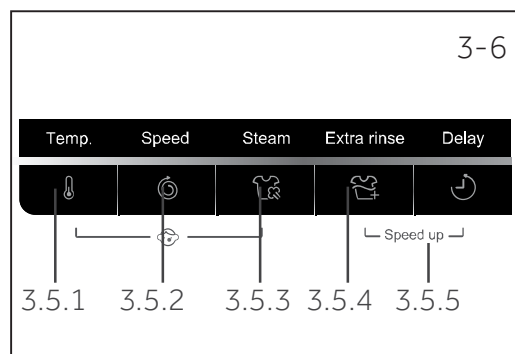 3-6
Temp. Speed Steam Extra rinse Delay
Speed up
3.5.1 3.5.2 3.5.3 3.5.4 3.5.5